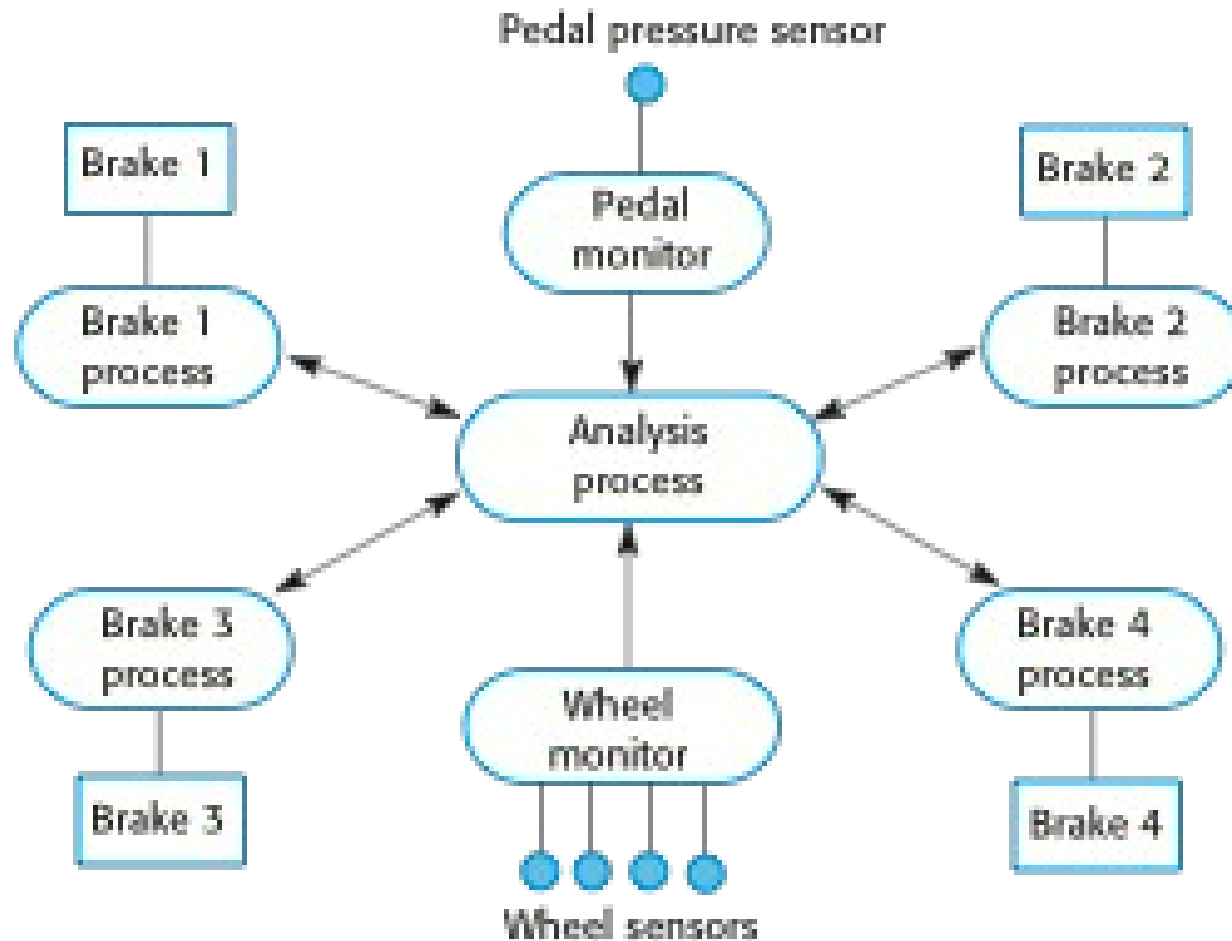 Pedal pressure sensor
Brake 1
Pedal
monitor
Brake 2
Brake 1
process
Brake 2
process
Analysis
process
Brake 3
process
Wheel
monitor
Brake 4
process
Brake 3
Brake 4
Wheel sensors